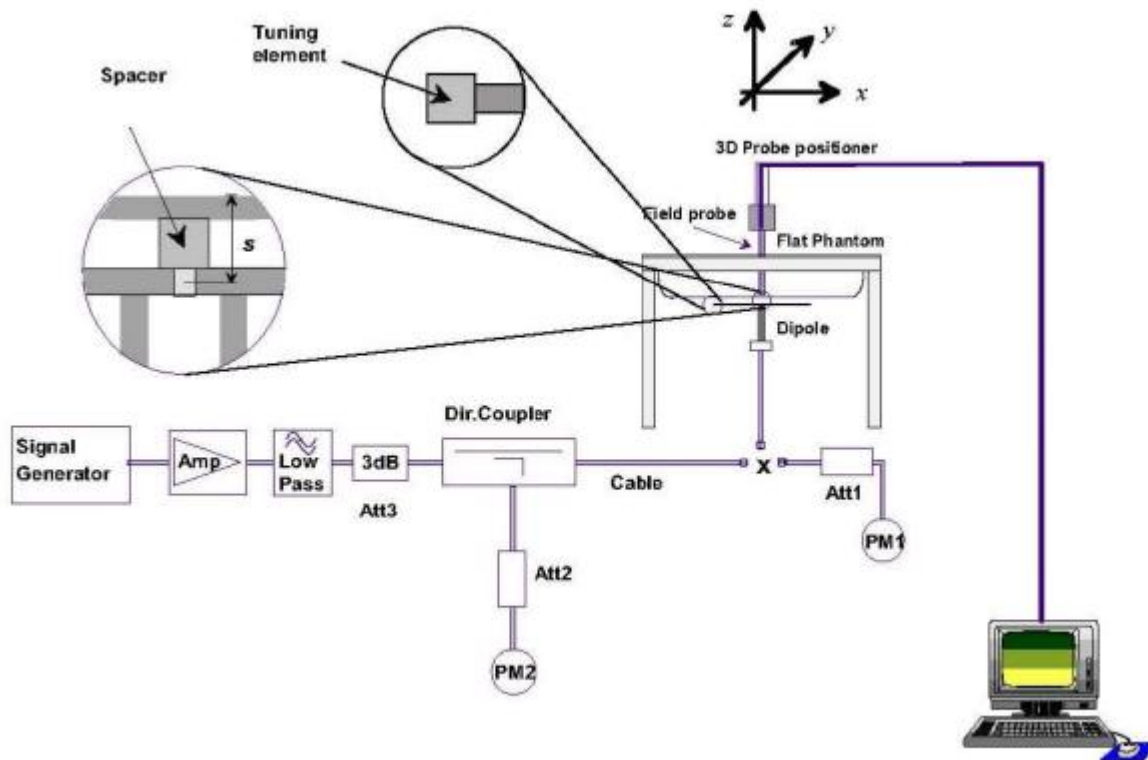 Tuning
element
Spacer
z
y
x
3D Probe positioner
Field probe
Flat Phantom
s
Dipole
Dir.Coupler
Signal
Generator
Amp
Low
Pass
3dB
Att3
Cable
X
Att1
PM1
Att2
PM2